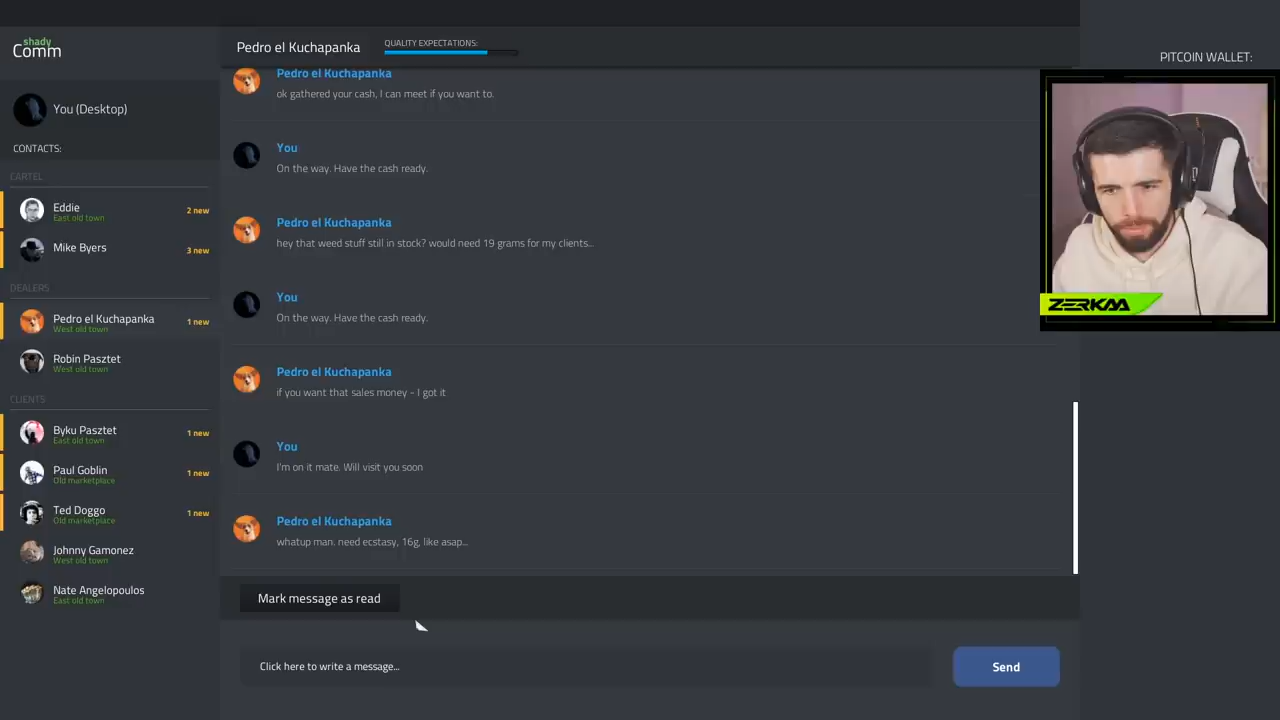 shady
Comm
You (Desktop)
CONTACTS:
CARTEL
Eddie
East old town
2 new
Mike Byers
3 new
DEALERS
Pedro el Kuchapanka
West old town
1 new
Robin Pasztet
West old town
CLIENTS
Byku Pasztet
East old town
1 new
Paul Goblin
Old marketplace
1 new
Ted Doggo
Old marketplace
1 new
Johnny Gamonez
West old town
Nate Angelopoulos
East old town
Pedro el Kuchapanka
QUALITY EXPECTATIONS:
Pedro el Kuchapanka
ok gathered your cash, I can meet if you want to.
You
On the way. Have the cash ready.
Pedro el Kuchapanka
hey that weed stuff still in stock? would need 19 grams for my clients...
You
On the way. Have the cash ready.
Pedro el Kuchapanka
if you want that sales money - I got it
You
I'm on it mate. Will visit you soon
Pedro el Kuchapanka
whatup man. need ecstasy, 16g, like asap...
Mark message as read
Click here to write a message...
Send
PITCOIN WALLET:
ZERKAA